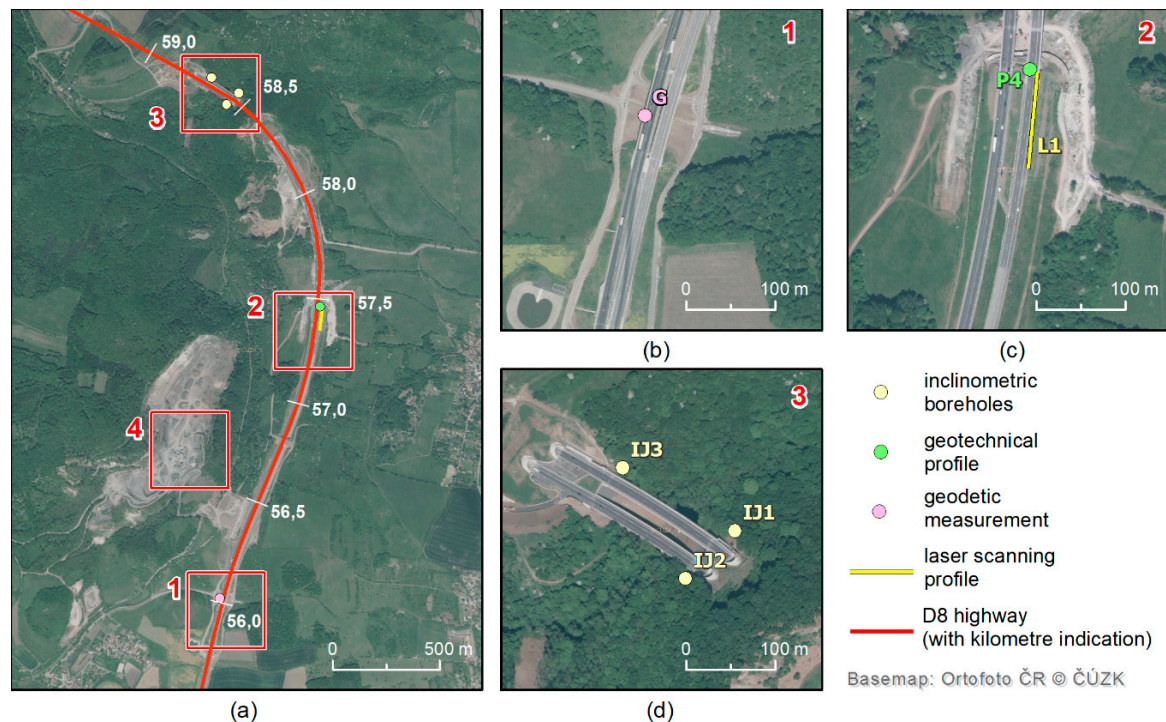 59,0
58,5
3
58,0
2
57,5
57,0
4
56,5
1
56,0
0 500 m
(a)
1
G
0 100 m
(b)
2
P4
L1
0 100 m
(c)
3
IJ3
IJ1
IJ2
0 100 m
(d)
inclinometric
boreholes
geotechnical
profile
geodetic
measurement
laser scanning
profile
D8 highway
(with kilometre indication)
Basemap: Ortofoto ČR © ČÚZK